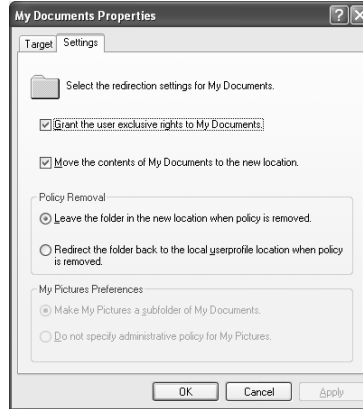 My Documents Properties
Target Settings
Select the redirection settings for My Documents.
Grant the user exclusive rights to My Documents.
Move the contents of My Documents to the new location.
Policy Removal
Leave the folder in the new location when policy is removed.
Redirect the folder back to the local userprofile location when policy
is removed.
My Pictures Preferences
Make My Pictures a subfolder of My Documents.
Do not specify administrative policy for My Pictures.
OK Cancel Apply